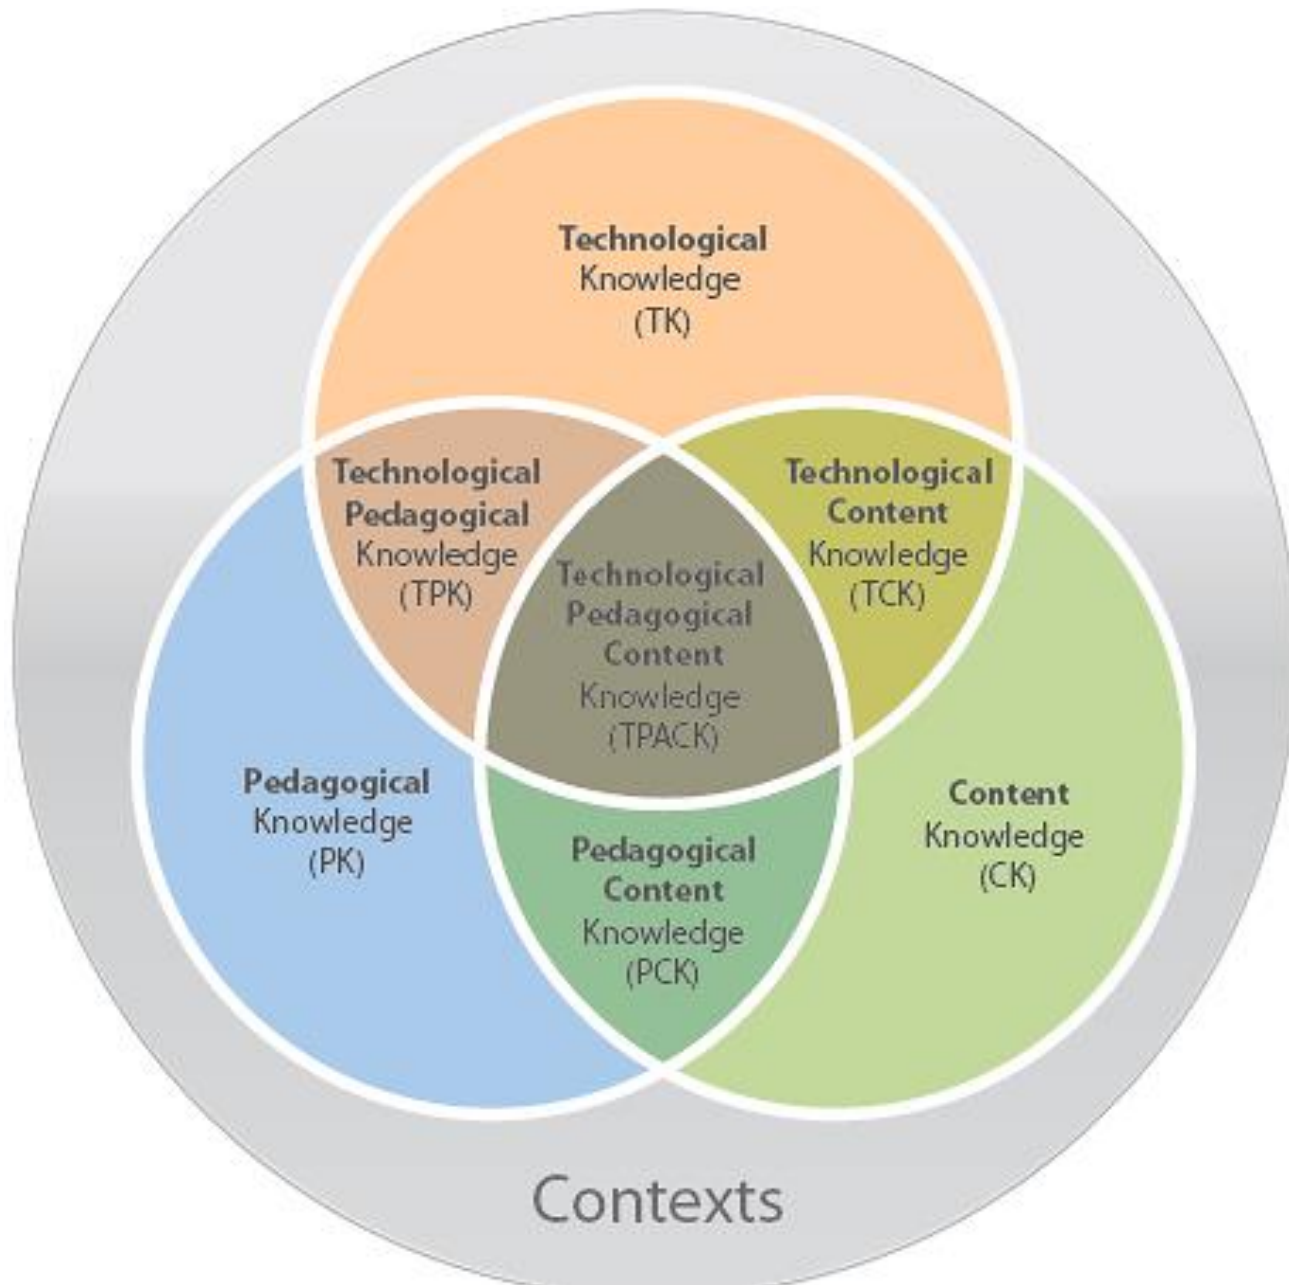 Technological
Knowledge
(TK)
Technological
Pedagogical
Knowledge
(TPK)
Technological
Content
Knowledge
(TCK)
Technological
Pedagogical
Content
Knowledge
(TPACK)
Pedagogical
Knowledge
(PK)
Content
Knowledge
(CK)
Pedagogical
Content
Knowledge
(PCK)
Contexts